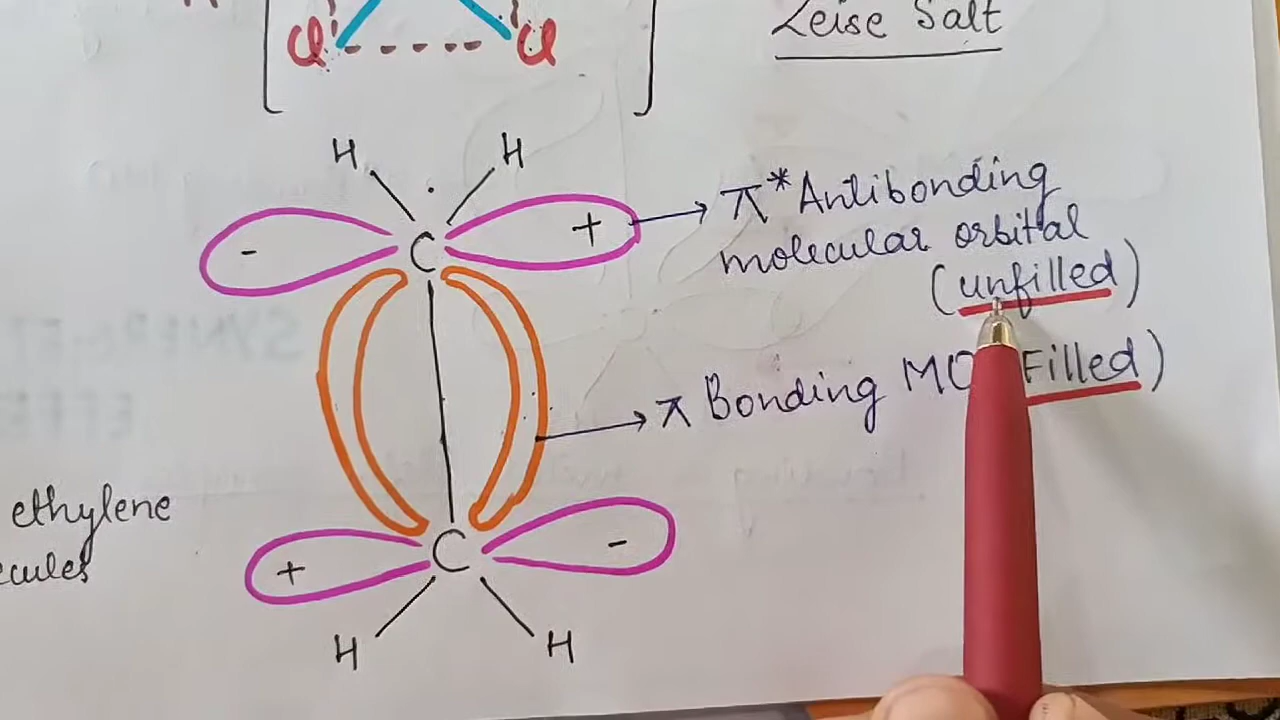 Cl Cl
Zeise Salt
H H
π* Antibonding
- C +
molecular orbital
(unfilled)
π Bonding MO Filled)
ethylene
+ C -
H H